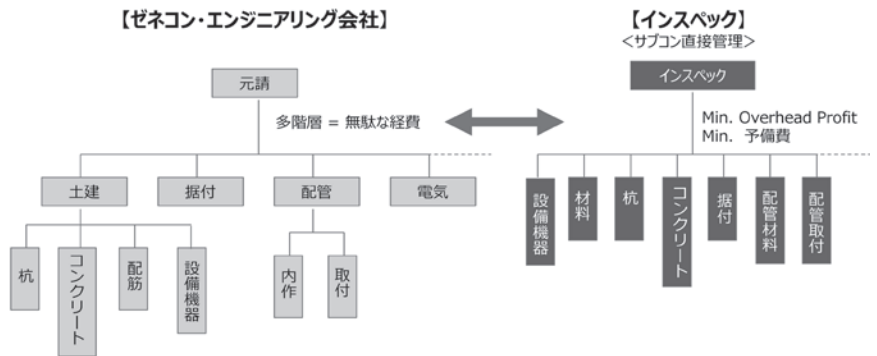 【ゼネコン・エンジニアリング会社】
元請
多階層 = 無駄な経費
土建
据付
配管
電気
杭
コンクリート
配筋
設備機器
内作
取付
【インスペック】
<サブコン直接管理>
インスペック
Min. Overhead Profit
Min. 予備費
設備機器
材料
杭
コンクリート
据付
配管材料
配管取付